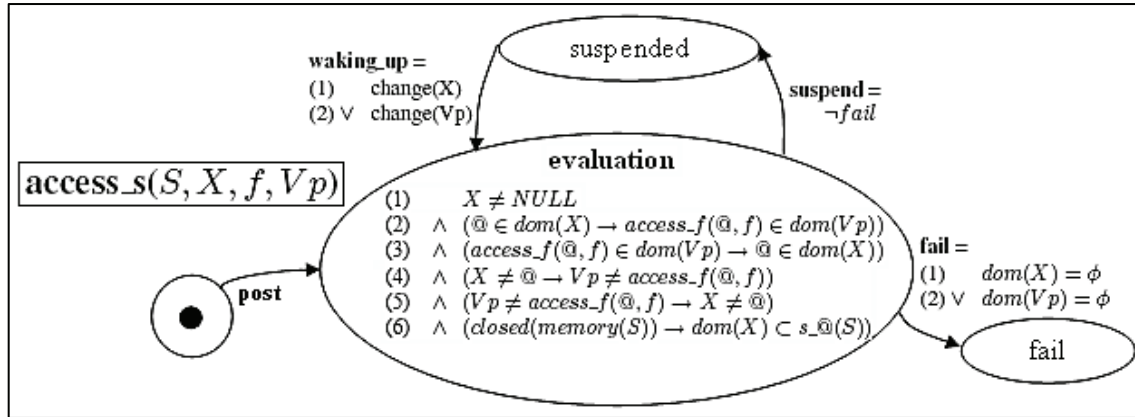 suspended
waking_up =
(1) change(X)
(2) ∨ change(Vp)
suspend =
¬fail
access_s(S, X, f, Vp)
evaluation
(1) X ≠ NULL
(2) ∧ (@ ∈ dom(X) → access_f(@, f) ∈ dom(Vp))
(3) ∧ (access_f(@, f) ∈ dom(Vp) → @ ∈ dom(X))
(4) ∧ (X ≠ @ → Vp ≠ access_f(@, f))
(5) ∧ (Vp ≠ access_f(@, f) → X ≠ @)
(6) ∧ (closed(memory(S)) → dom(X) ⊂ s_@(S))
post
fail =
(1) dom(X) = ϕ
(2) ∨ dom(Vp) = ϕ
fail